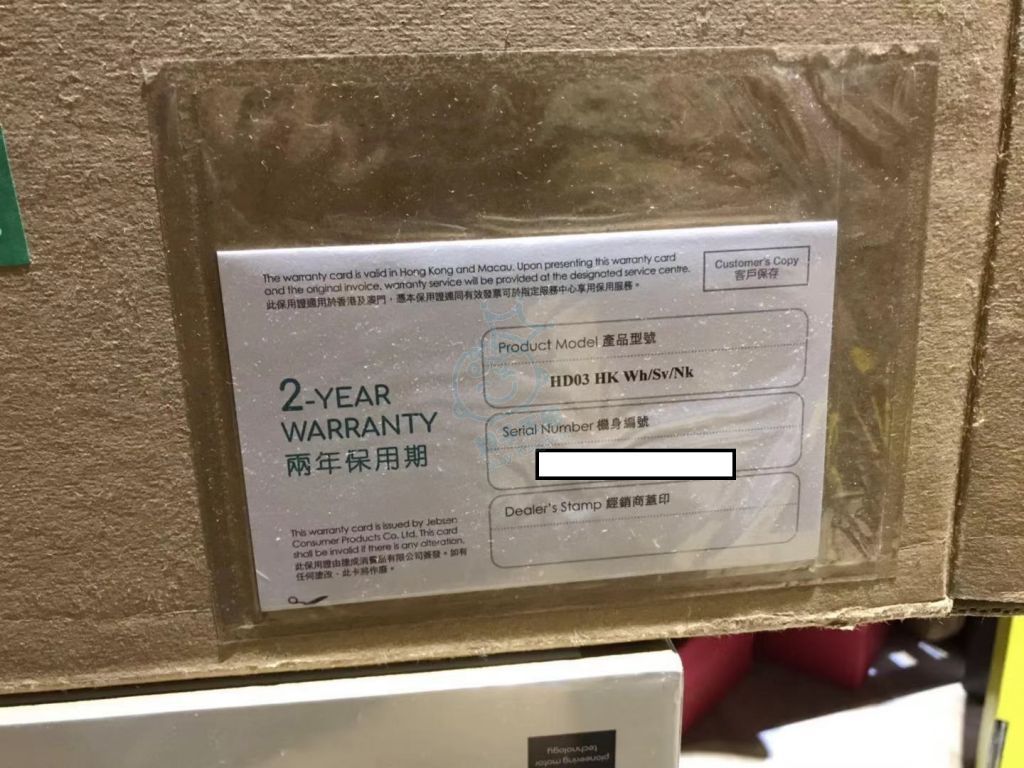 The warranty card is valid in Hong Kong and Macau. Upon presenting this warranty card
and the original invoice, warranty service will be provided at the designated service centre.
此保用證適用於香港及澳門，憑本保用證連同有效發票可於指定服務中心享用保用服務。
Customer's Copy
客戶保存
Product Model 產品型號
HD03 HK Wh/Sv/Nk
2-YEAR
WARRANTY
兩年保用期
Serial Number 機身編號
Dealer's Stamp 經銷商蓋印
This warranty card is issued by Jebsen
Consumer Products Co. Ltd. This card
shall be invalid if there is any alteration.
此保用證由捷成消費品有限公司簽發。如有
任何塗改，此卡將作廢。
pioneering motor
technology